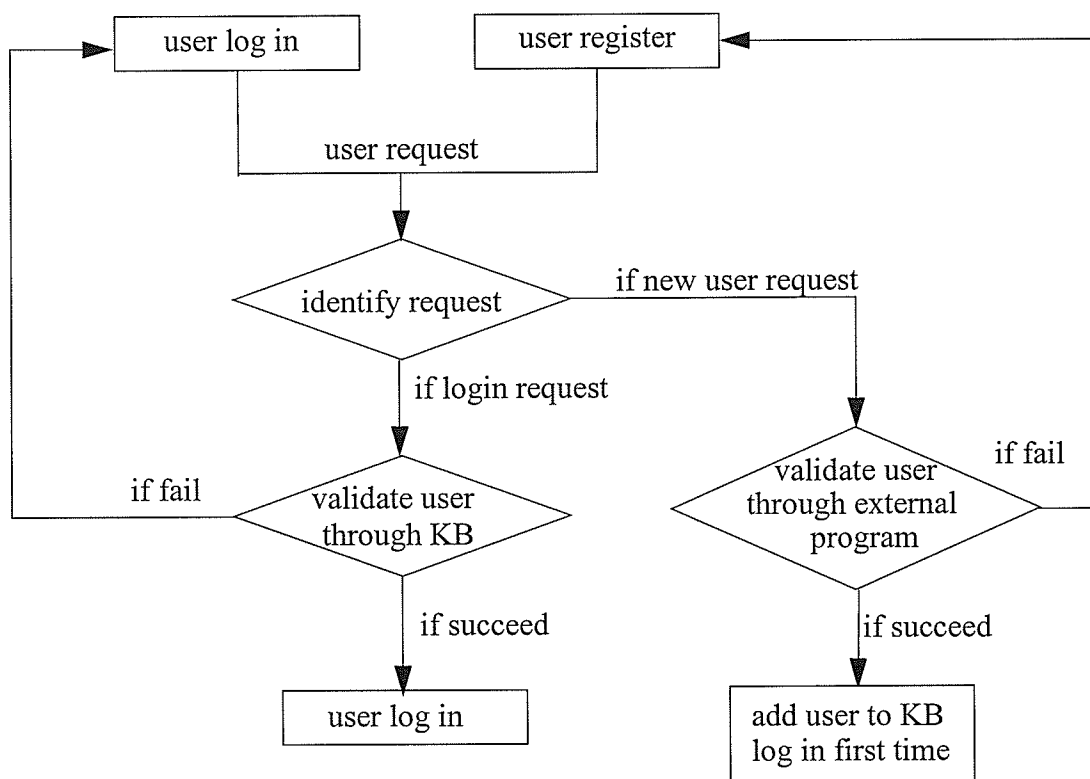 user log in
user register
user request
identify request
if new user request
if login request
if fail
validate user
through KB
validate user
through external
program
if fail
if succeed
if succeed
user log in
add user to KB
log in first time